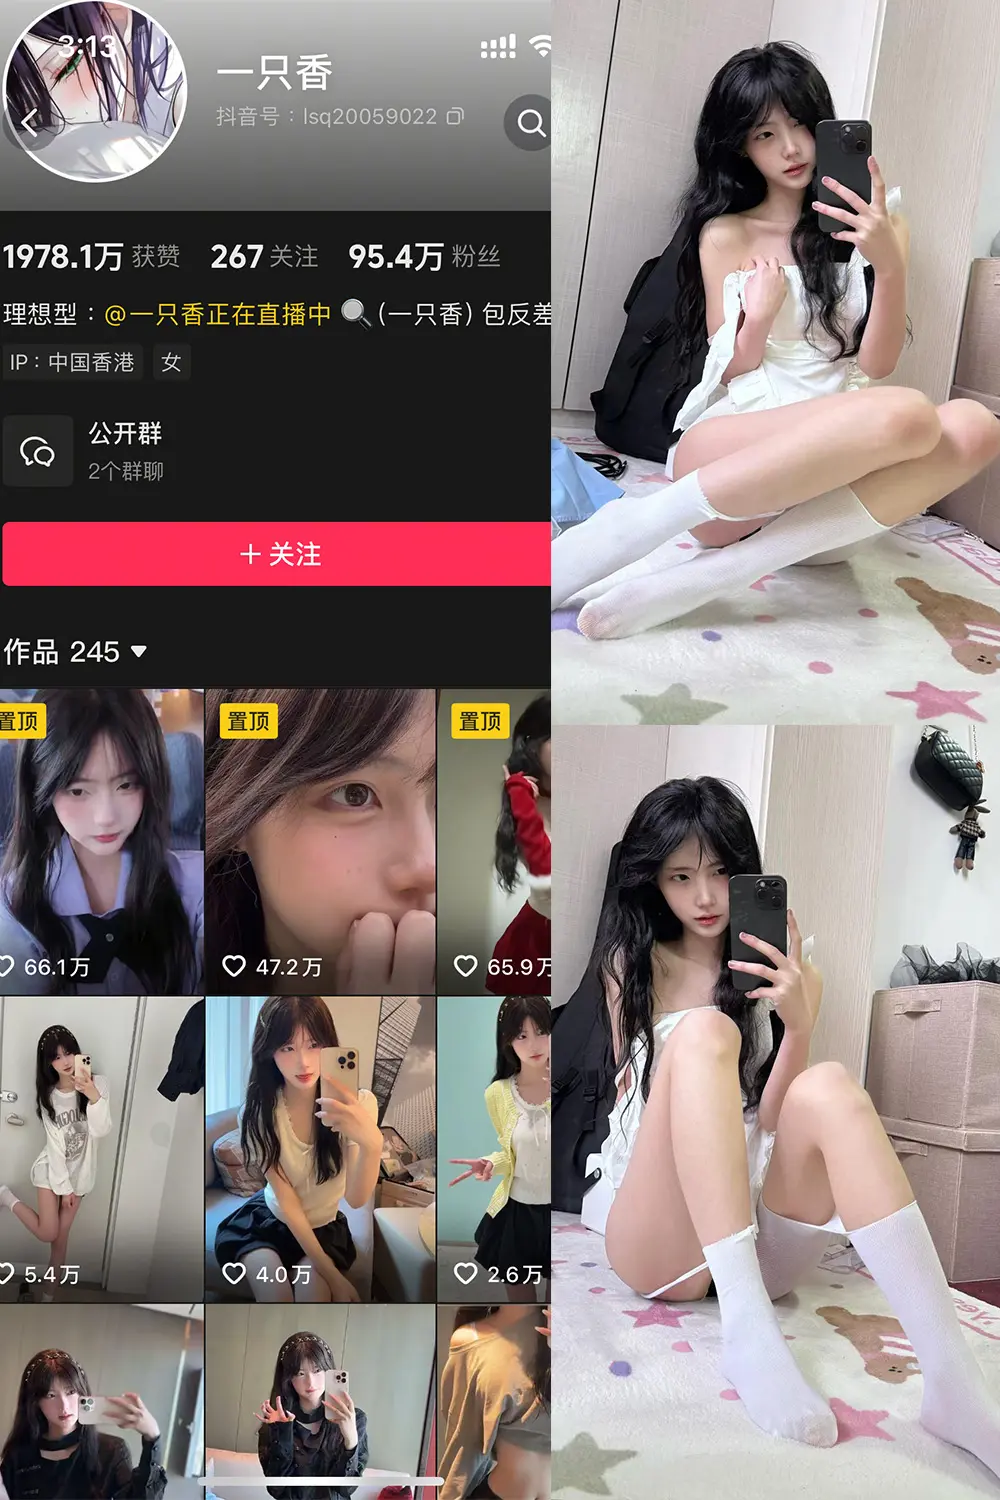 3:13
一只香
抖音号：lsq20059022
1978.1万 获赞 267 关注 95.4万 粉丝
理想型：@一只香正在直播中 (一只香) 包反差
IP：中国香港 女
公开群
2个群聊
+ 关注
作品 245
置顶 置顶 置顶
66.1万 47.2万 65.9万
5.4万 4.0万 2.6万